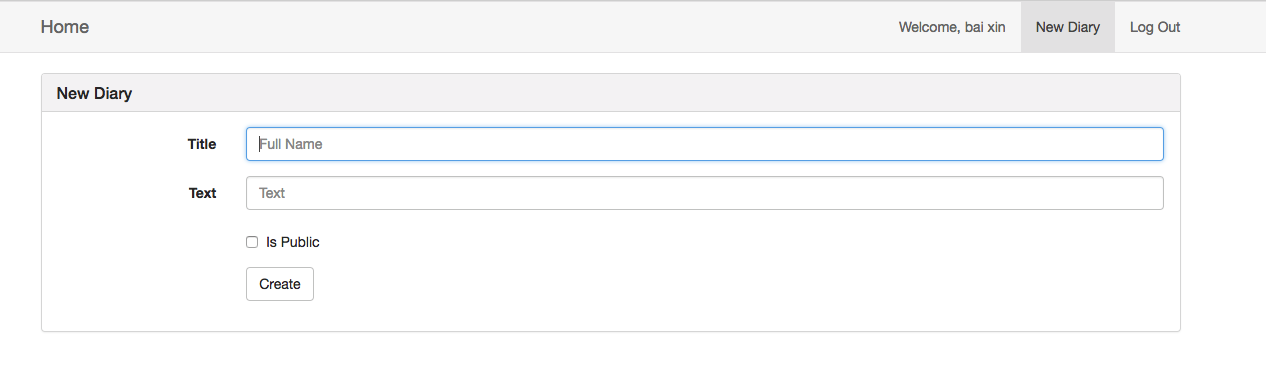 Home Welcome, bai xin New Diary Log Out
New Diary
Title Full Name
Text Text
Is Public
Create